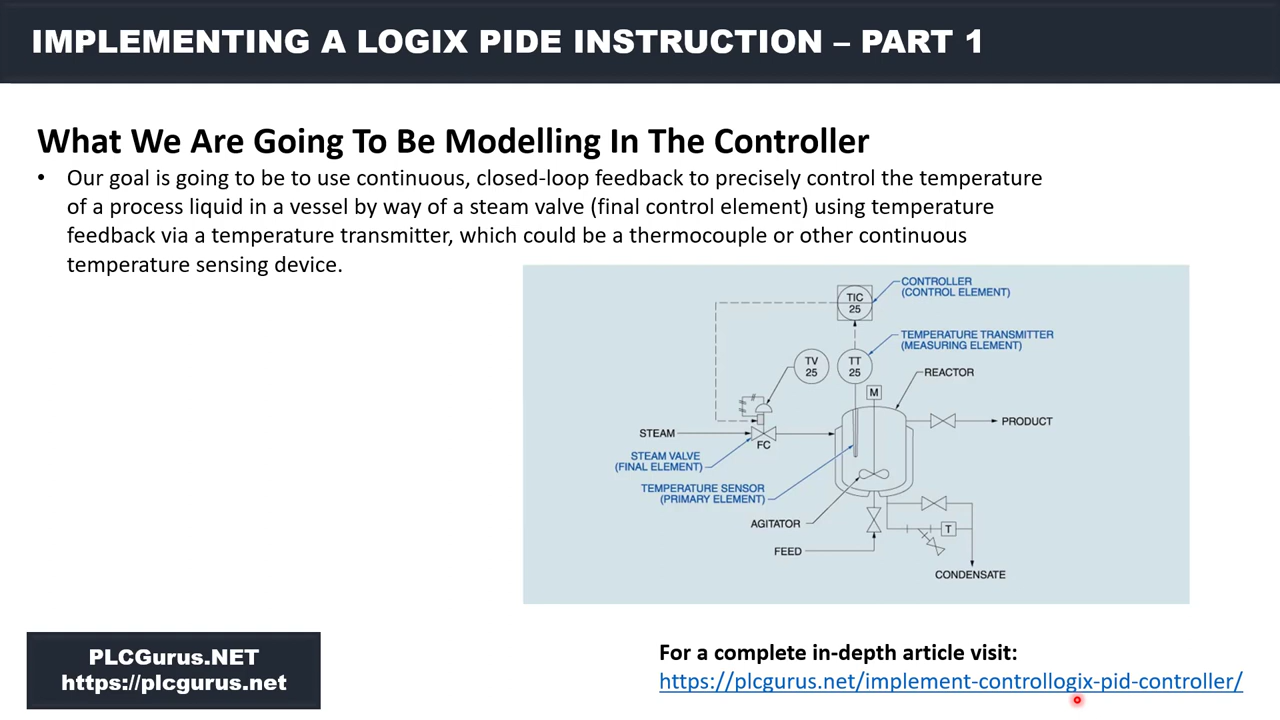 IMPLEMENTING A LOGIX PIDE INSTRUCTION – PART 1
What We Are Going To Be Modelling In The Controller
• Our goal is going to be to use continuous, closed-loop feedback to precisely control the temperature
of a process liquid in a vessel by way of a steam valve (final control element) using temperature
feedback via a temperature transmitter, which could be a thermocouple or other continuous
temperature sensing device.
TIC
25
CONTROLLER
(CONTROL ELEMENT)
TEMPERATURE TRANSMITTER
(MEASURING ELEMENT)
TV
25
TT
25
REACTOR
M
PRODUCT
STEAM
FC
STEAM VALVE
(FINAL ELEMENT)
TEMPERATURE SENSOR
(PRIMARY ELEMENT)
AGITATOR
T
FEED
CONDENSATE
PLCGurus.NET
https://plcgurus.net
For a complete in-depth article visit:
https://plcgurus.net/implement-controllogix-pid-controller/